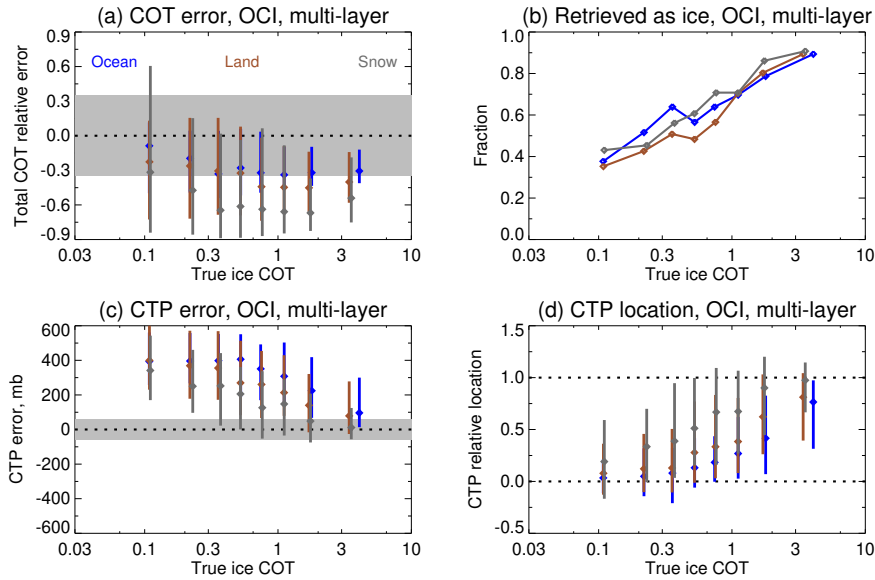 (a) COT error, OCI, multi-layer
Total COT relative error
0.9
0.6
0.3
0.0
-0.3
-0.6
-0.9
Ocean Land Snow
0.03 0.1 0.3 1 3 10
True ice COT
(b) Retrieved as ice, OCI, multi-layer
Fraction
1.0
0.8
0.6
0.4
0.2
0.0
0.03 0.1 0.3 1 3 10
True ice COT
(c) CTP error, OCI, multi-layer
CTP error, mb
600
400
200
0
-200
-400
-600
0.03 0.1 0.3 1 3 10
True ice COT
(d) CTP location, OCI, multi-layer
CTP relative location
1.5
1.0
0.5
0.0
-0.5
0.03 0.1 0.3 1 3 10
True ice COT